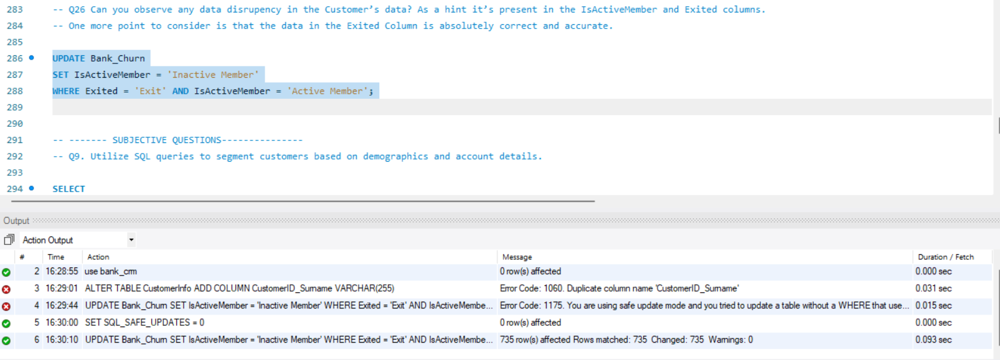 283 -- Q26 Can you observe any data disrupency in the Customer’s data? As a hint it’s present in the IsActiveMember and Exited columns.
284 -- One more point to consider is that the data in the Exited Column is absolutely correct and accurate.
285
286 UPDATE Bank_Churn
287 SET IsActiveMember = 'Inactive Member'
288 WHERE Exited = 'Exit' AND IsActiveMember = 'Active Member';
289
290
291 -- ------- SUBJECTIVE QUESTIONS---------------
292 -- Q9. Utilize SQL queries to segment customers based on demographics and account details.
293
294 SELECT
Output
Action Output
# Time Action Message Duration / Fetch
2 16:28:55 use bank_crm 0 row(s) affected 0.000 sec
3 16:29:01 ALTER TABLE CustomerInfo ADD COLUMN CustomerID_Surname VARCHAR(255) Error Code: 1060. Duplicate column name 'CustomerID_Surname' 0.031 sec
4 16:29:44 UPDATE Bank_Churn SET IsActiveMember = 'Inactive Member' WHERE Exited = 'Exit' AND IsActiveMembe... Error Code: 1175. You are using safe update mode and you tried to update a table without a WHERE that use... 0.015 sec
5 16:30:00 SET SQL_SAFE_UPDATES = 0 0 row(s) affected 0.000 sec
6 16:30:10 UPDATE Bank_Churn SET IsActiveMember = 'Inactive Member' WHERE Exited = 'Exit' AND IsActiveMembe... 735 row(s) affected Rows matched: 735 Changed: 735 Warnings: 0 0.093 sec